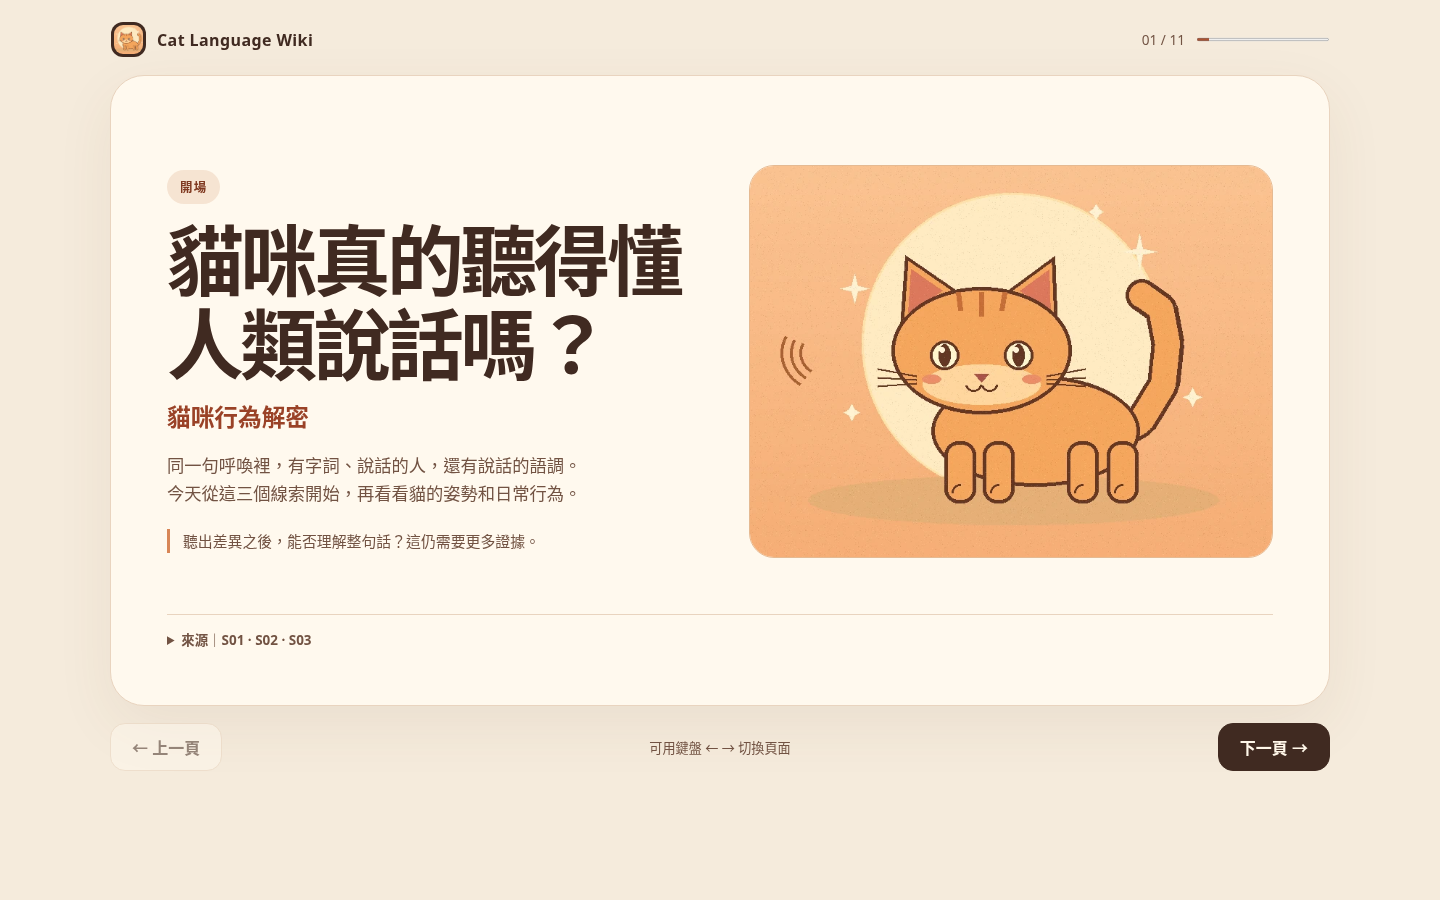 Cat Language Wiki
01 / 11
開場
貓咪真的聽得懂
人類說話嗎？
貓咪行為解密
同一句呼喚裡，有字詞、說話的人，還有說話的語調。
今天從這三個線索開始，再看看貓的姿勢和日常行為。
聽出差異之後，能否理解整句話？這仍需要更多證據。
▶ 來源｜S01 · S02 · S03
← 上一頁
可用鍵盤 ← → 切換頁面
下一頁 →